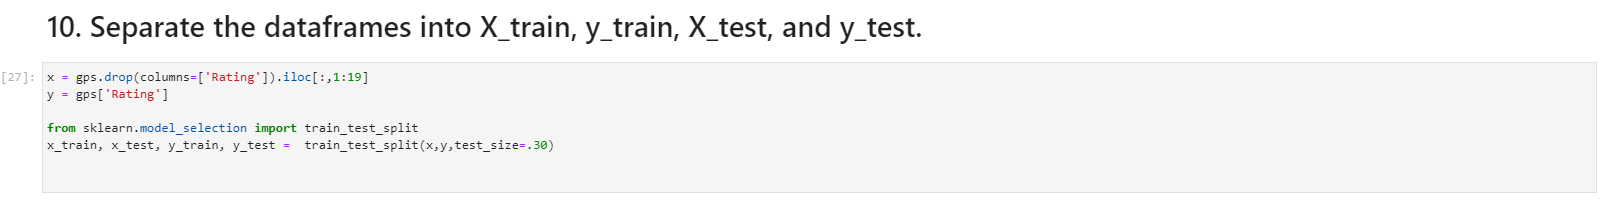 10. Separate the dataframes into X_train, y_train, X_test, and y_test.
[27]: x = gps.drop(columns=['Rating']).iloc[:,1:19]
y = gps['Rating']
from sklearn.model_selection import train_test_split
x_train, x_test, y_train, y_test =  train_test_split(x,y,test_size=.30)